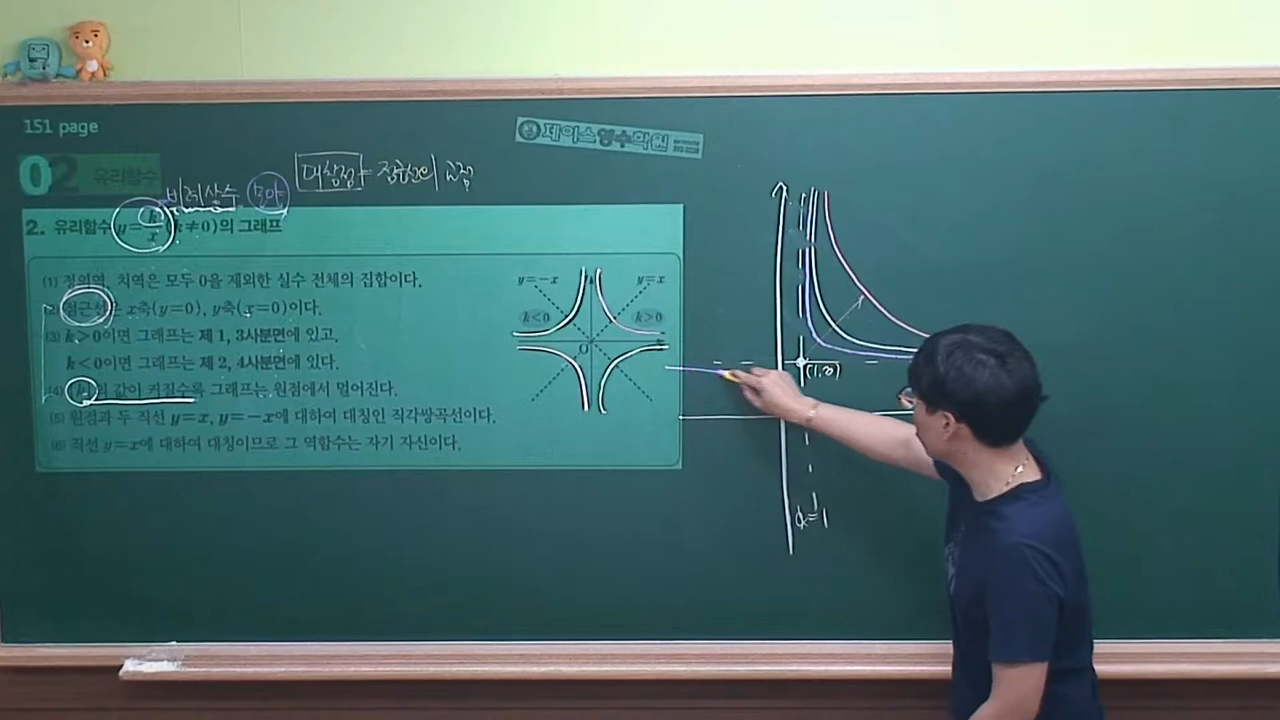 151 page
제이스영수학원
02 유리함수
대칭점 = 점근선의 교점
비례상수 모양
2. 유리함수 y=k/x (k≠0)의 그래프
(1) 정의역, 치역은 모두 0을 제외한 실수 전체의 집합이다.
(2) 점근선은 x축(y=0), y축(x=0)이다.
(3) k>0이면 그래프는 제1, 3사분면에 있고,
k<0이면 그래프는 제2, 4사분면에 있다.
(4) |k|의 값이 커질수록 그래프는 원점에서 멀어진다.
(5) 원점과 두 직선 y=x, y=-x에 대하여 대칭인 직각쌍곡선이다.
(6) 직선 y=x에 대하여 대칭이므로 그 역함수는 자기 자신이다.
y=-x
y=x
k<0
k>0
O